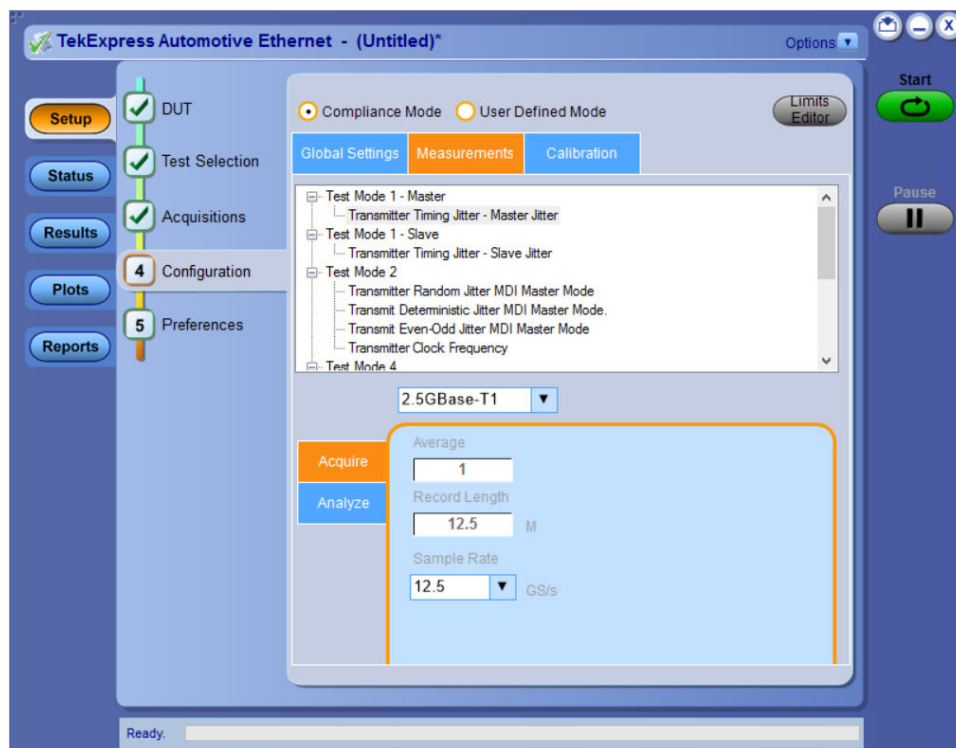 TekExpress Automotive Ethernet - (Untitled)*
Options
X
Start
Pause
Setup
Status
Results
Plots
Reports
DUT
Test Selection
Acquisitions
4 Configuration
5 Preferences
Compliance Mode User Defined Mode
Limits
Editor
Global Settings Measurements Calibration
Test Mode 1 - Master
Transmitter Timing Jitter - Master Jitter
Test Mode 1 - Slave
Transmitter Timing Jitter - Slave Jitter
Test Mode 2
Transmitter Random Jitter MDI Master Mode
Transmit Deterministic Jitter MDI Master Mode.
Transmit Even-Odd Jitter MDI Master Mode
Transmitter Clock Frequency
Test Mode 4
2.5GBase-T1
Acquire
Analyze
Average
1
Record Length
12.5 M
Sample Rate
12.5 GS/s
Ready.